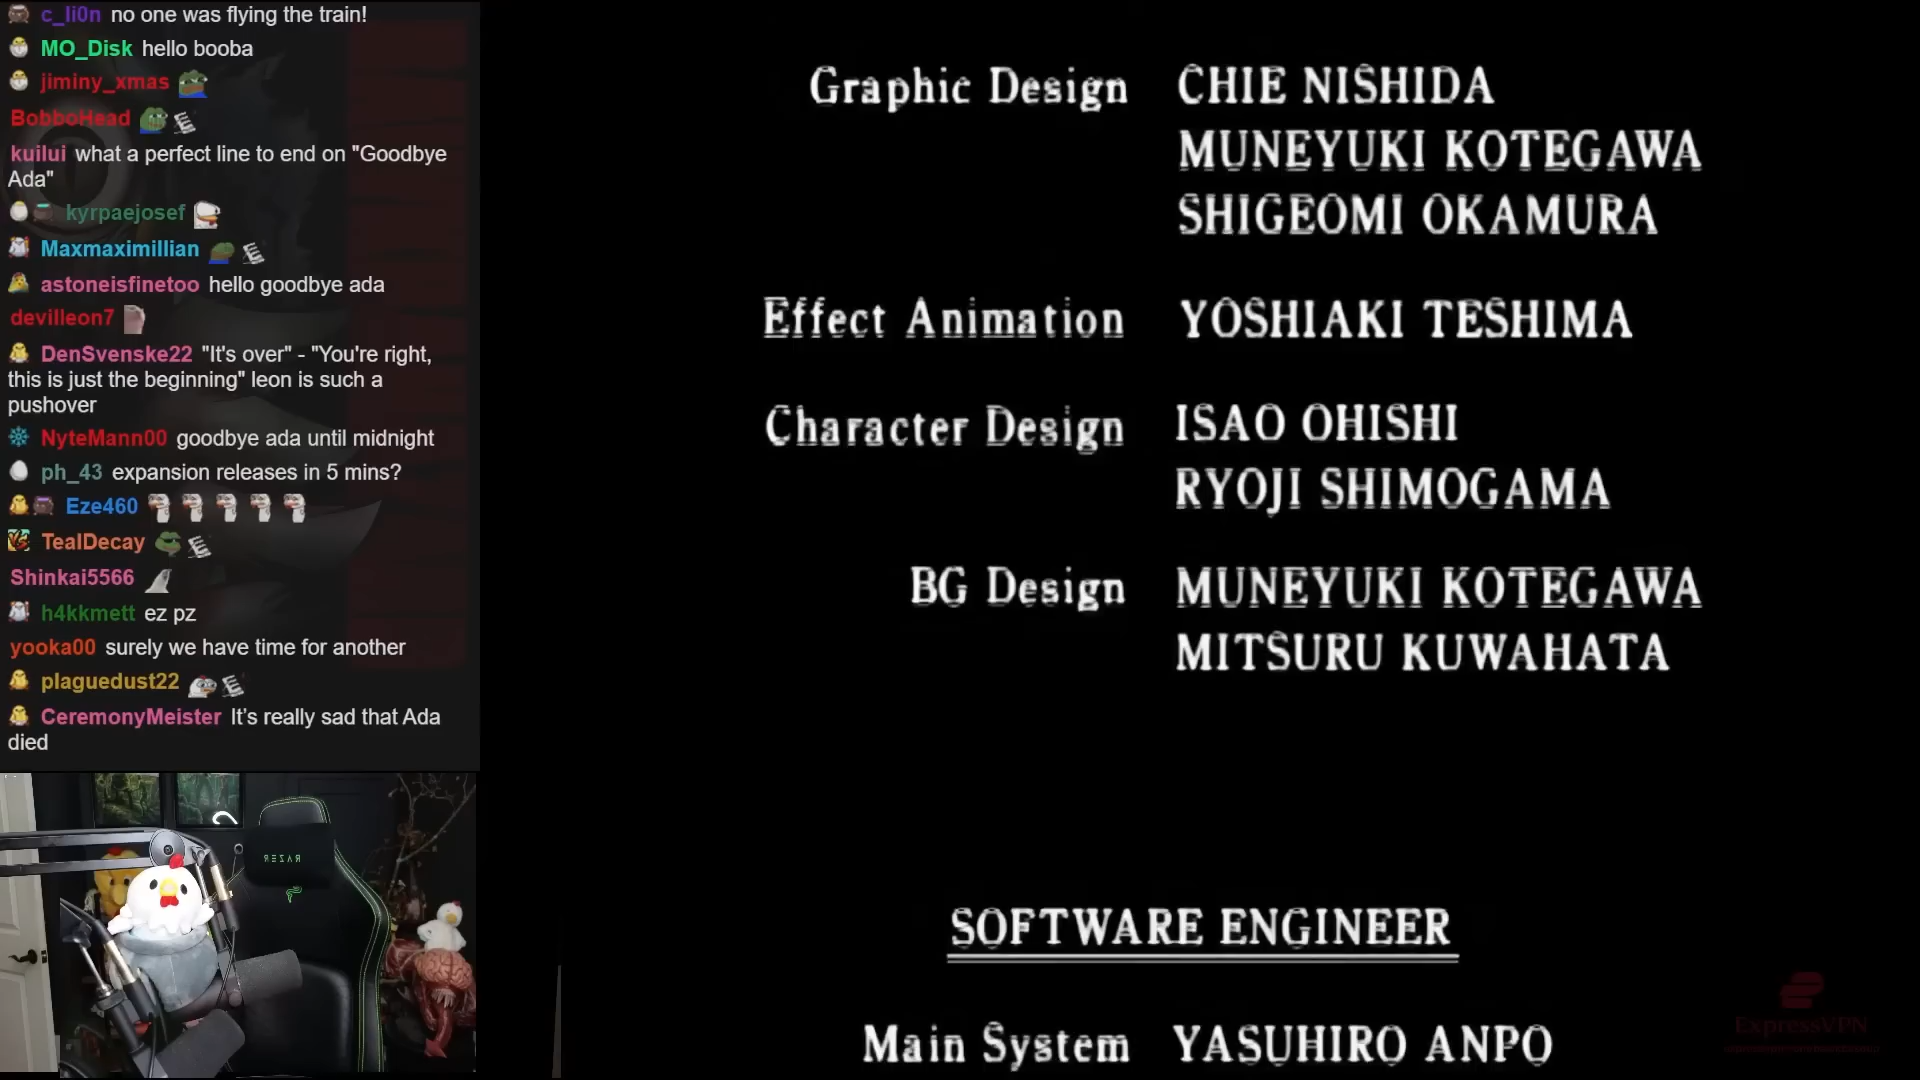 c_li0n no one was flying the train!
MO_Disk hello booba
jiminy_xmas
BobboHead
kuilui what a perfect line to end on "Goodbye
Ada"
kyrpaejosef
Maxmaximillian
astoneisfinetoo hello goodbye ada
devilleon7
DenSvenske22 "It's over" - "You're right,
this is just the beginning" leon is such a
pushover
NyteMann00 goodbye ada until midnight
ph_43 expansion releases in 5 mins?
Eze460
TealDecay
Shinkai5566
h4kkmett ez pz
yooka00 surely we have time for another
plaguedust22
CeremonyMeister It’s really sad that Ada
died
RAZER
Graphic Design CHIE NISHIDA
MUNEYUKI KOTEGAWA
SHIGEOMI OKAMURA
Effect Animation YOSHIAKI TESHIMA
Character Design ISAO OHISHI
RYOJI SHIMOGAMA
BG Design MUNEYUKI KOTEGAWA
MITSURU KUWAHATA
SOFTWARE ENGINEER
Main System YASUHIRO ANPO
ExpressVPN